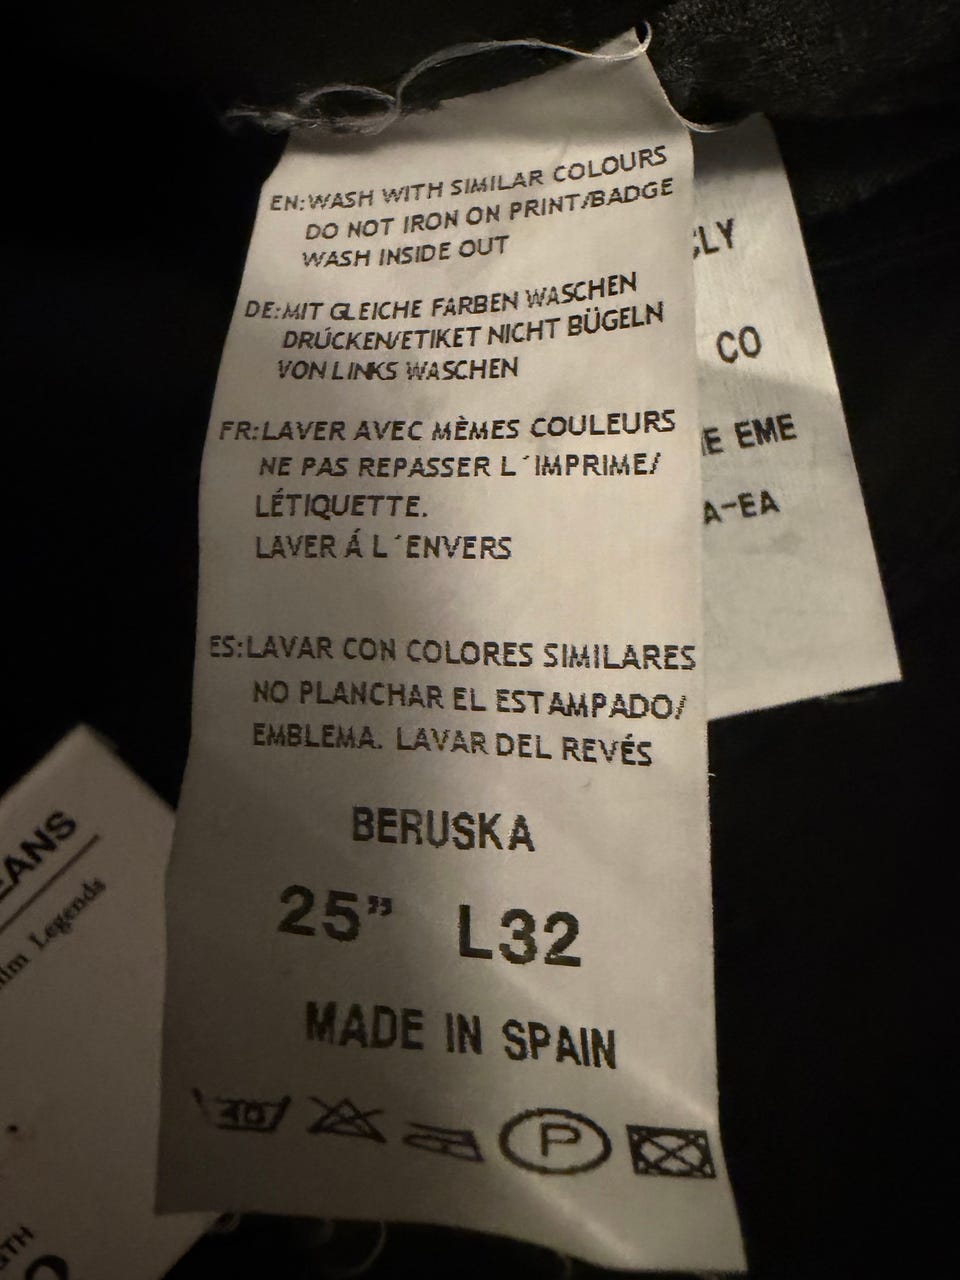 EN:WASH WITH SIMILAR COLOURS
DO NOT IRON ON PRINT/BADGE
WASH INSIDE OUT
DE:MIT GLEICHE FARBEN WASCHEN
DRÚCKEN/ETIKET NICHT BÜGELN
VON LINKS WASCHEN
FR:LAVER AVEC MÈMES COULEURS
NE PAS REPASSER L´IMPRIME/
LÉTIQUETTE.
LAVER Á L´ENVERS
ES:LAVAR CON COLORES SIMILARES
NO PLANCHAR EL ESTAMPADO/
EMBLEMA. LAVAR DEL REVÉS
BERUSKA
25” L32
MADE IN SPAIN
40
P
CO
EME
A-EA
Legends